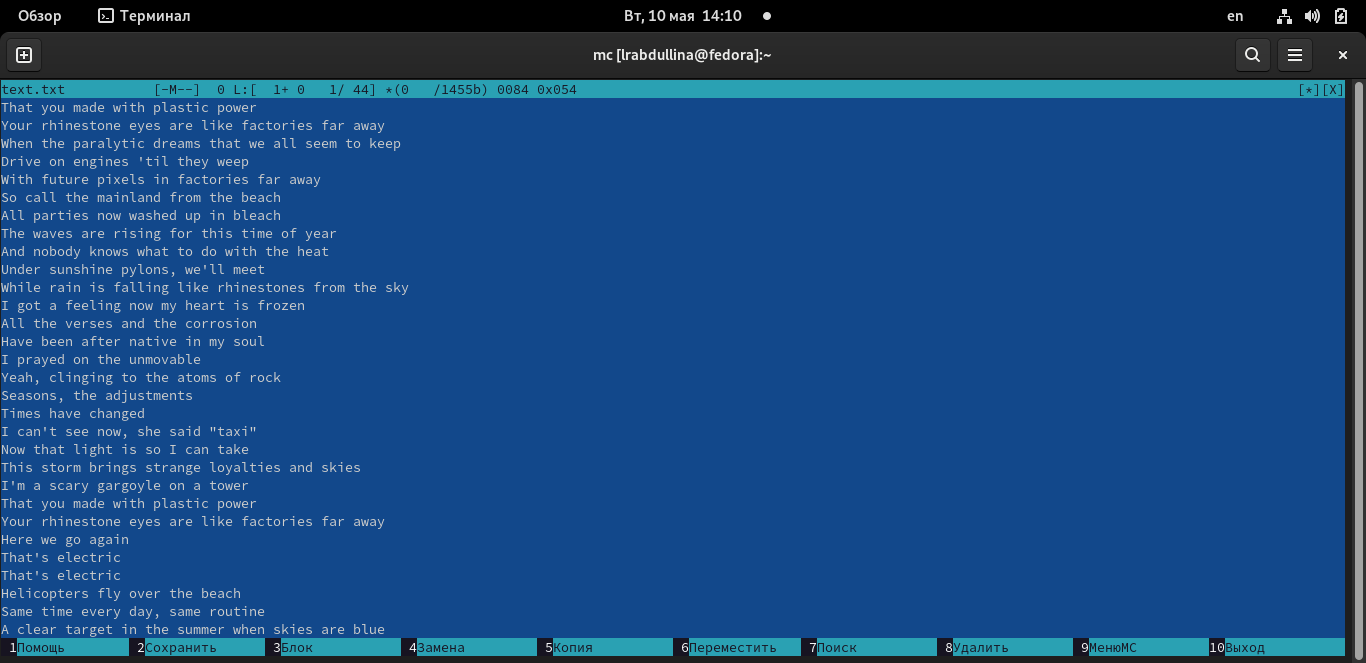 Обзор Терминал Вт, 10 мая 14:10 en
mc [lrabdullina@fedora]:~
text.txt [-M--] 0 L:[ 1+ 0 1/ 44] *(0 /1455b) 0084 0x054 [*][X]
That you made with plastic power
Your rhinestone eyes are like factories far away
When the paralytic dreams that we all seem to keep
Drive on engines 'til they weep
With future pixels in factories far away
So call the mainland from the beach
All parties now washed up in bleach
The waves are rising for this time of year
And nobody knows what to do with the heat
Under sunshine pylons, we'll meet
While rain is falling like rhinestones from the sky
I got a feeling now my heart is frozen
All the verses and the corrosion
Have been after native in my soul
I prayed on the unmovable
Yeah, clinging to the atoms of rock
Seasons, the adjustments
Times have changed
I can't see now, she said "taxi"
Now that light is so I can take
This storm brings strange loyalties and skies
I'm a scary gargoyle on a tower
That you made with plastic power
Your rhinestone eyes are like factories far away
Here we go again
That's electric
That's electric
Helicopters fly over the beach
Same time every day, same routine
A clear target in the summer when skies are blue
1Помощь 2Сохранить 3Блок 4Замена 5Копия 6Переместить 7Поиск 8Удалить 9МенюМС 10Выход